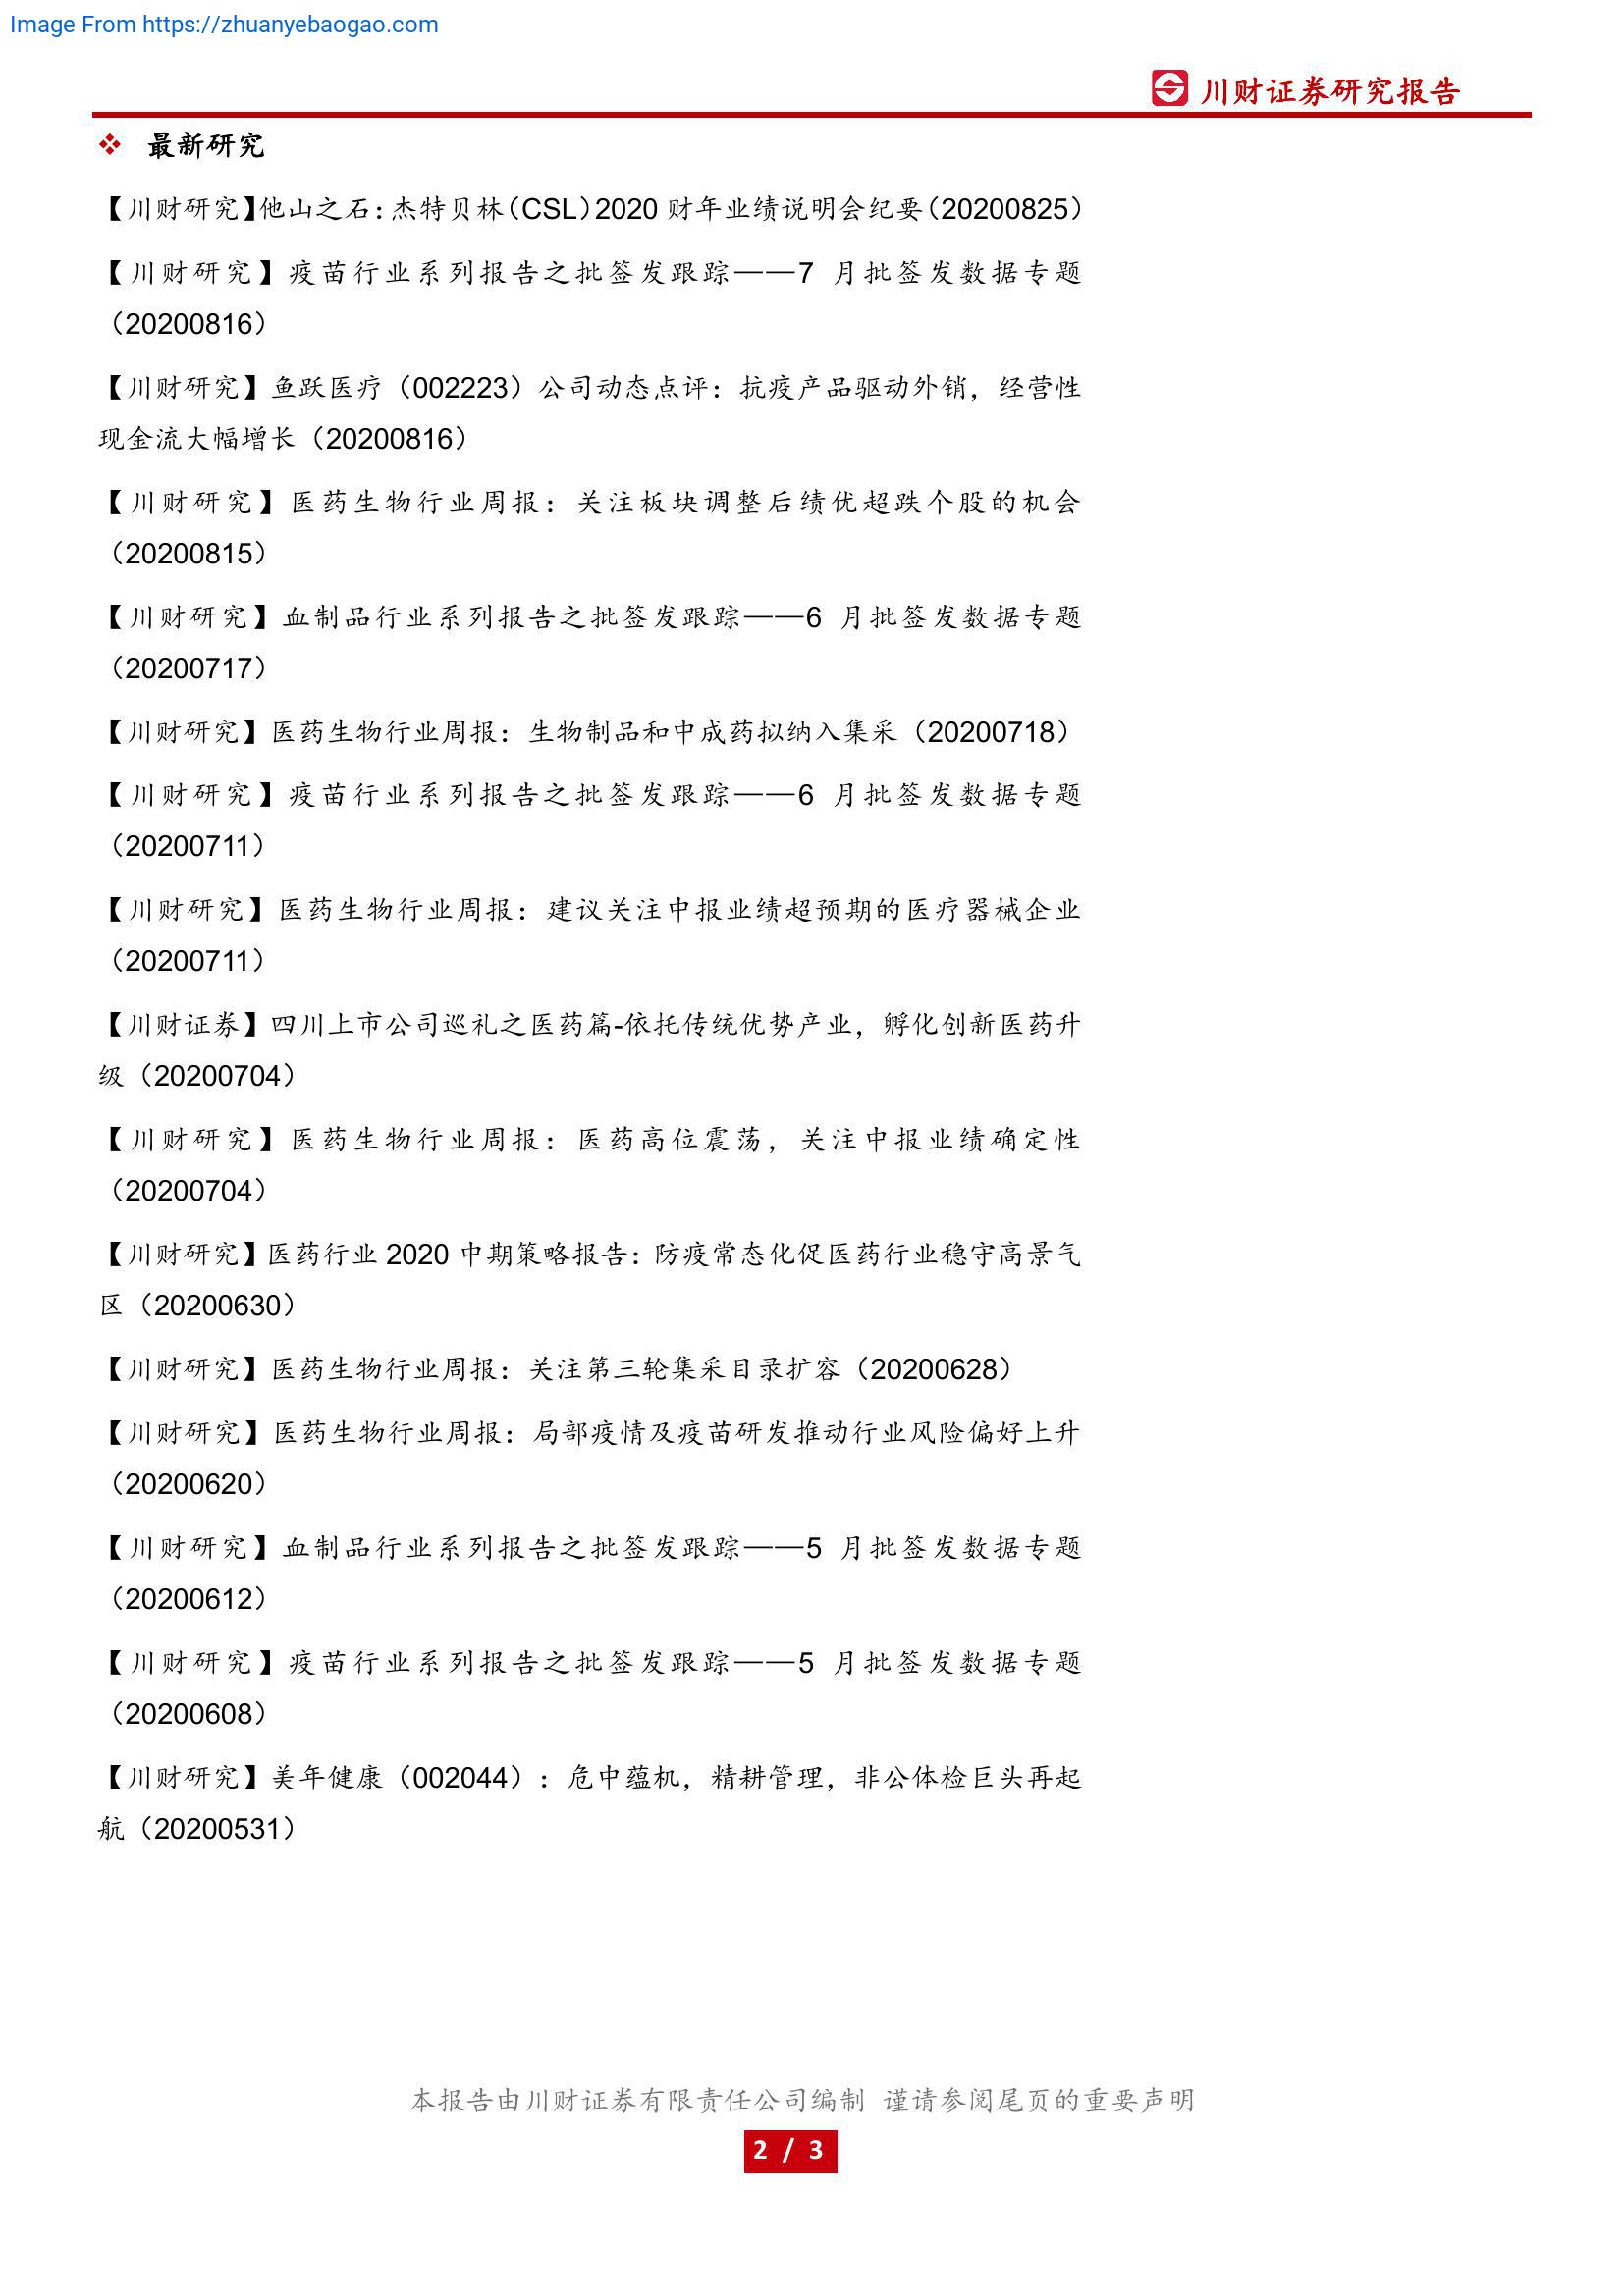 Image From https://zhuanyebaogao.com
川财证券研究报告
❖ 最新研究
【川财研究】他山之石：杰特贝林（CSL）2020 财年业绩说明会纪要（20200825）
【川财研究】疫苗行业系列报告之批签发跟踪——7 月批签发数据专题
（20200816）
【川财研究】鱼跃医疗（002223）公司动态点评：抗疫产品驱动外销，经营性
现金流大幅增长（20200816）
【川财研究】医药生物行业周报：关注板块调整后绩优超跌个股的机会
（20200815）
【川财研究】血制品行业系列报告之批签发跟踪——6 月批签发数据专题
（20200717）
【川财研究】医药生物行业周报：生物制品和中成药拟纳入集采（20200718）
【川财研究】疫苗行业系列报告之批签发跟踪——6 月批签发数据专题
（20200711）
【川财研究】医药生物行业周报：建议关注中报业绩超预期的医疗器械企业
（20200711）
【川财证券】四川上市公司巡礼之医药篇-依托传统优势产业，孵化创新医药升
级（20200704）
【川财研究】医药生物行业周报：医药高位震荡，关注中报业绩确定性
（20200704）
【川财研究】医药行业 2020 中期策略报告：防疫常态化促医药行业稳守高景气
区（20200630）
【川财研究】医药生物行业周报：关注第三轮集采目录扩容（20200628）
【川财研究】医药生物行业周报：局部疫情及疫苗研发推动行业风险偏好上升
（20200620）
【川财研究】血制品行业系列报告之批签发跟踪——5 月批签发数据专题
（20200612）
【川财研究】疫苗行业系列报告之批签发跟踪——5 月批签发数据专题
（20200608）
【川财研究】美年健康（002044）：危中蕴机，精耕管理，非公体检巨头再起
航（20200531）
本报告由川财证券有限责任公司编制 谨请参阅尾页的重要声明
2 / 3